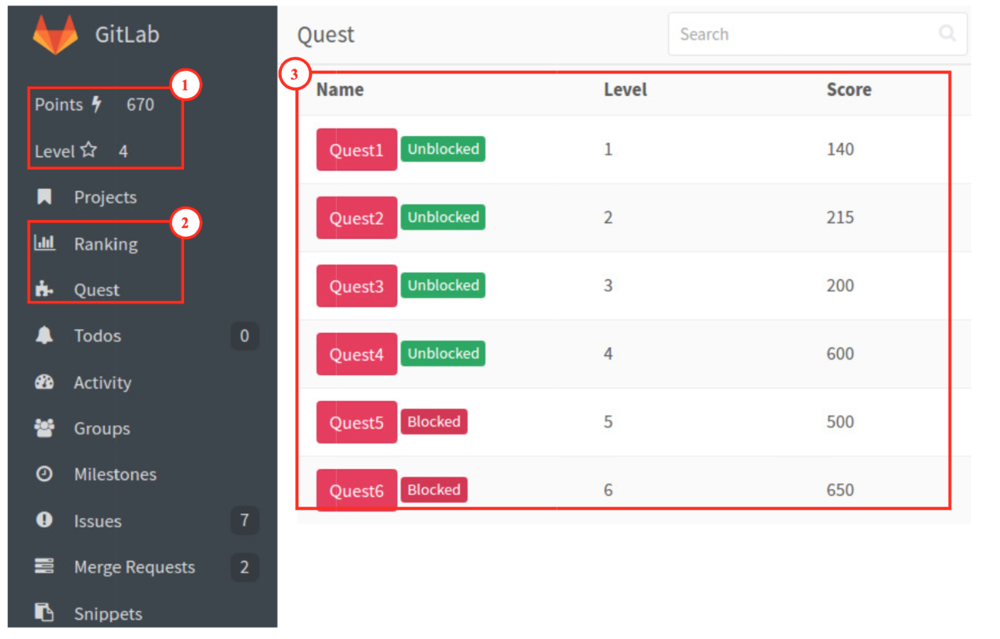 GitLab
1
Points 670
Level 4
Projects
2
Ranking
Quest
Todos 0
Activity
Groups
Milestones
Issues 7
Merge Requests 2
Snippets
Quest
Search
3
Name Level Score
Quest1 Unblocked 1 140
Quest2 Unblocked 2 215
Quest3 Unblocked 3 200
Quest4 Unblocked 4 600
Quest5 Blocked 5 500
Quest6 Blocked 6 650